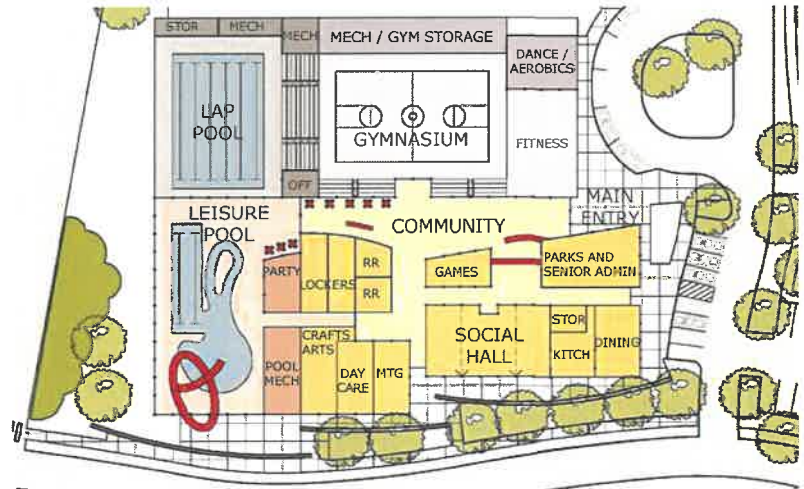 STOR
MECH
MECH
MECH / GYM STORAGE
DANCE /
AEROBICS
LAP
POOL
GYMNASIUM
FITNESS
OFF
LEISURE
POOL
COMMUNITY
MAIN
ENTRY
PARTY
LOCKERS
RR
RR
GAMES
PARKS AND
SENIOR ADMIN
SOCIAL
HALL
STOR
KITCH
DINING
POOL
MECH
CRAFTS
ARTS
DAY
CARE
MTG